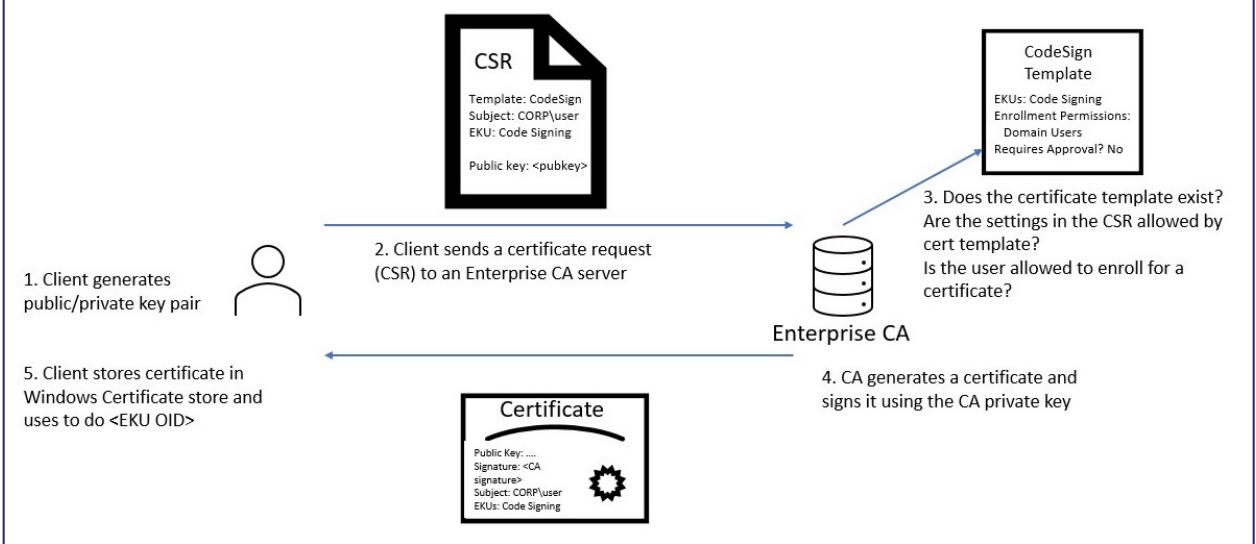 CSR
Template: CodeSign
Subject: CORP\user
EKU: Code Signing
Public key: <pubkey>
CodeSign
Template
EKUs: Code Signing
Enrollment Permissions:
Domain Users
Requires Approval? No
1. Client generates
public/private key pair
2. Client sends a certificate request
(CSR) to an Enterprise CA server
3. Does the certificate template exist?
Are the settings in the CSR allowed by
cert template?
Is the user allowed to enroll for a
certificate?
Enterprise CA
4. CA generates a certificate and
signs it using the CA private key
5. Client stores certificate in
Windows Certificate store and
uses to do <EKU OID>
Certificate
Public Key: ....
Signature: <CA
signature>
Subject: CORP\user
EKUs: Code Signing